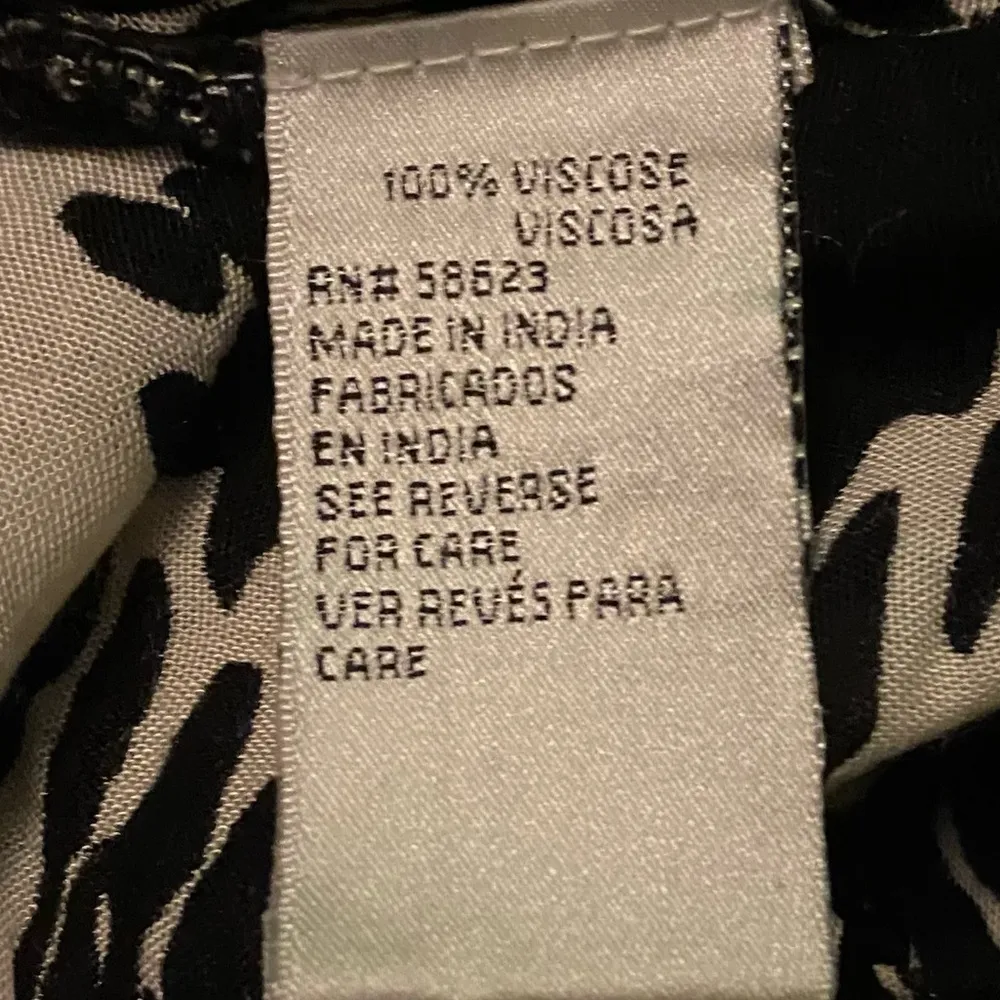 100% VISCOSE
VISCOSA
RN# 58623
MADE IN INDIA
FABRICADOS
EN INDIA
SEE REVERSE
FOR CARE
VER REVÉS PARA
CARE